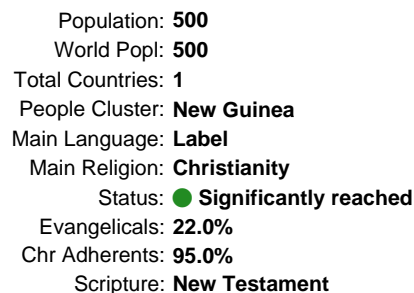 Population: 500
World Popl: 500
Total Countries: 1
People Cluster: New Guinea
Main Language: Label
Main Religion: Christianity
Status: Significantly reached
Evangelicals: 22.0%
Chr Adherents: 95.0%
Scripture: New Testament